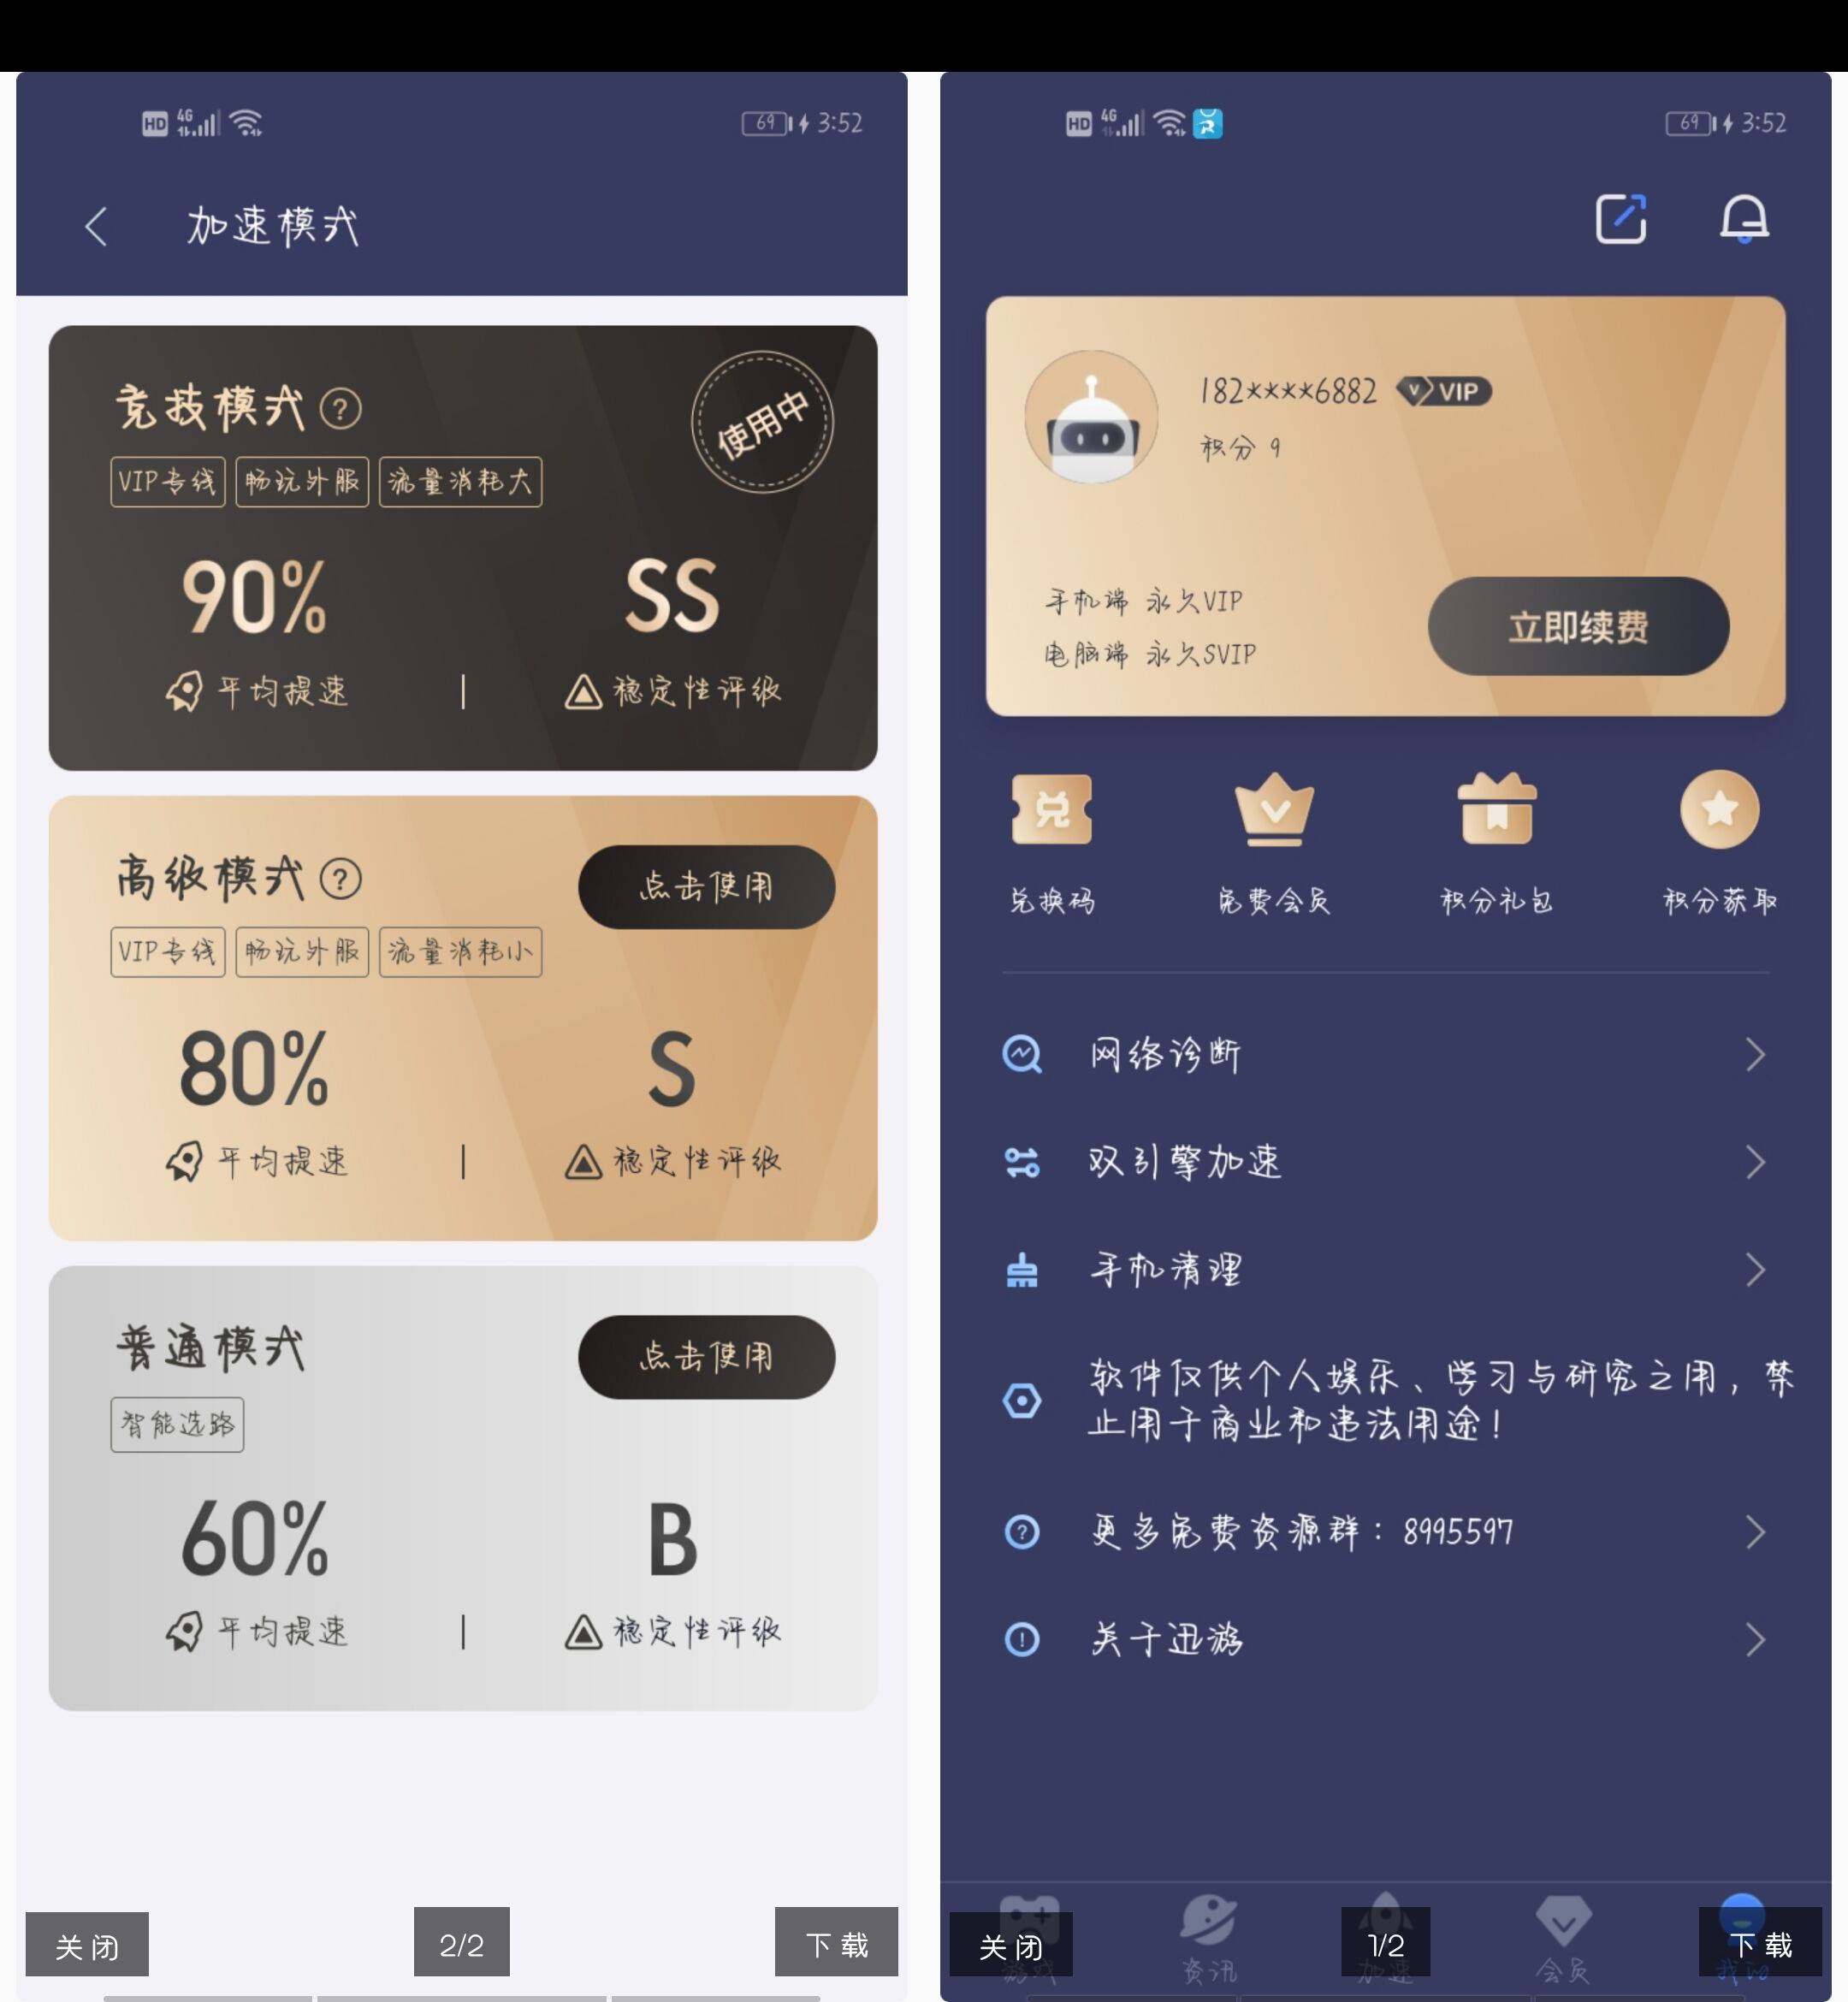 HD 4G
69 3:52
加速模式
竞技模式 ?
使用中
VIP专线 畅玩外服 流量消耗大
90% SS
平均提速 | 稳定性评级
高级模式 ?
点击使用
VIP专线 畅玩外服 流量消耗小
80% S
平均提速 | 稳定性评级
普通模式
点击使用
智能选路
60% B
平均提速 | 稳定性评级
关闭 2/2 下载
HD 4G
69 3:52
182****6882 VIP
积分 9
手机端 永久VIP
电脑端 永久SVIP
立即续费
兑
兑换码 免费会员 积分礼包 积分获取
网络诊断
双引擎加速
手机清理
软件仅供个人娱乐、学习与研究之用，禁
止用于商业和违法用途！
更多免费资源群：8995597
关于迅游
关闭 1/2 下载
游戏 资讯 加速 会员 我的